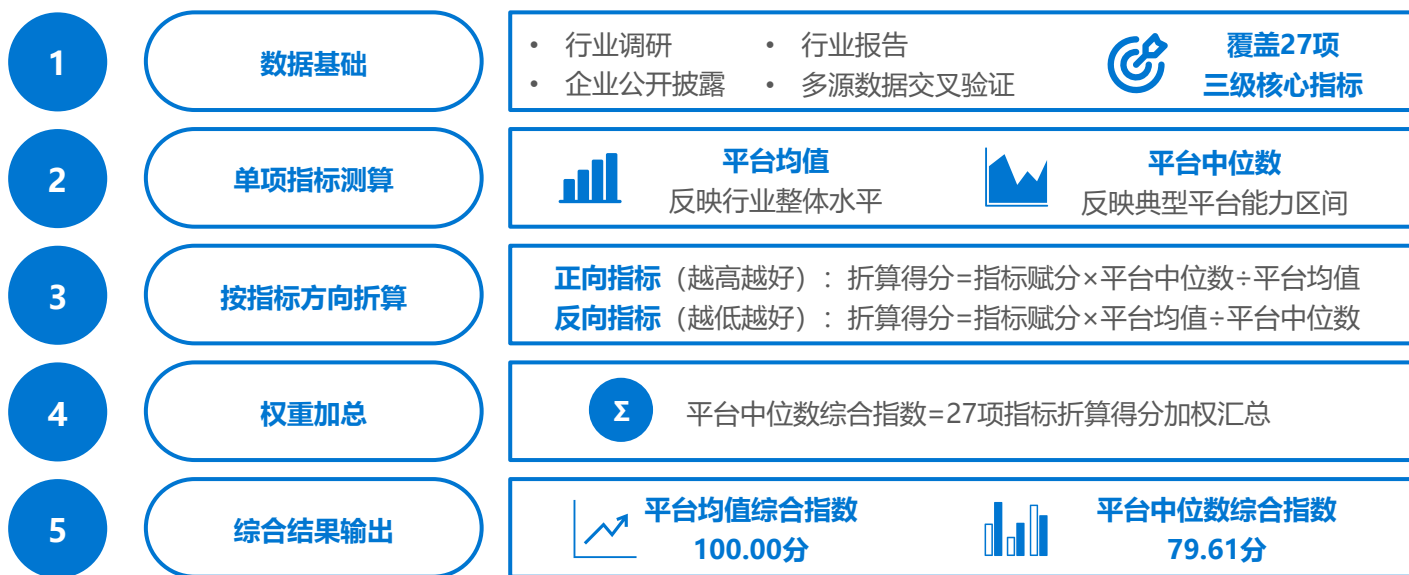 1
数据基础
• 行业调研
• 行业报告
• 企业公开披露
• 多源数据交叉验证
覆盖27项
三级核心指标
2
单项指标测算
平台均值
反映行业整体水平
平台中位数
反映典型平台能力区间
3
按指标方向折算
正向指标（越高越好）：折算得分=指标赋分×平台中位数÷平台均值
反向指标（越低越好）：折算得分=指标赋分×平台均值÷平台中位数
4
权重加总
Σ
平台中位数综合指数=27项指标折算得分加权汇总
5
综合结果输出
平台均值综合指数
100.00分
平台中位数综合指数
79.61分